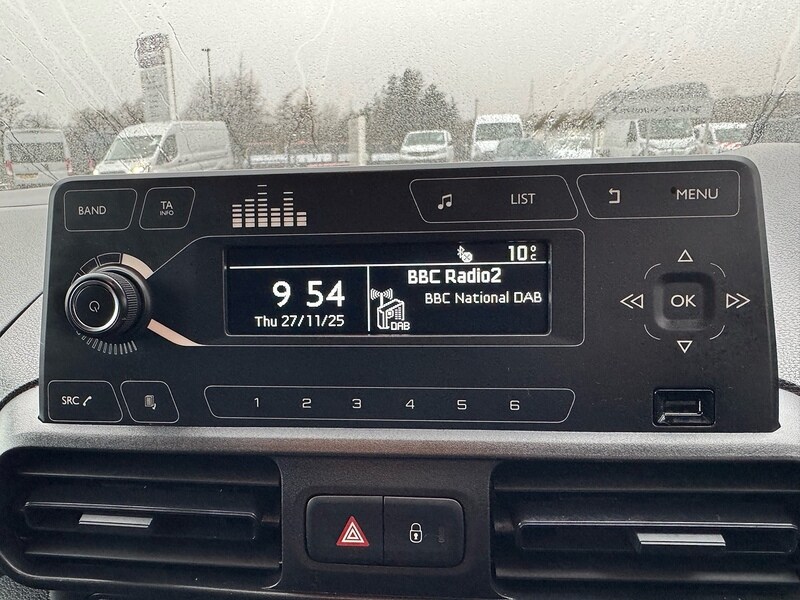 BAND
TA
INFO
LIST
MENU
10°C
9 54
BBC Radio2
BBC National DAB
Thu 27/11/25
DAB
OK
SRC
1 2 3 4 5 6